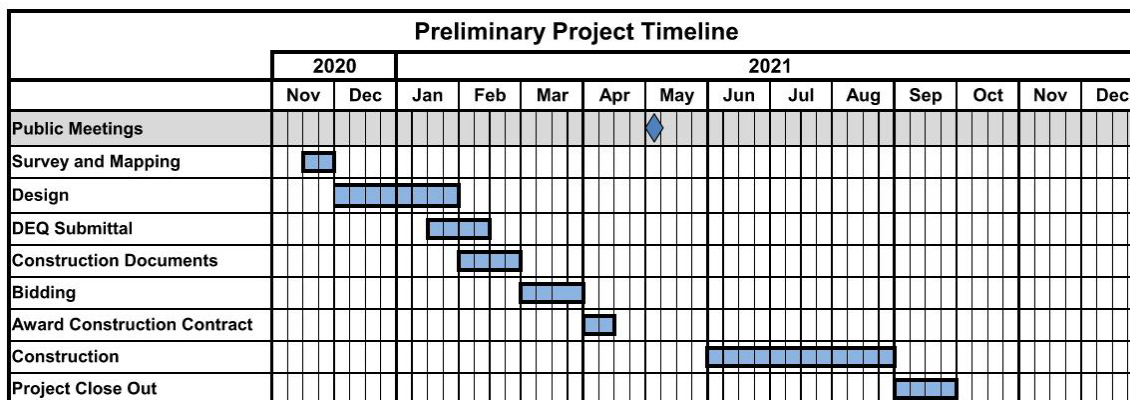 Preliminary Project Timeline
2020 2021
Nov Dec Jan Feb Mar Apr May Jun Jul Aug Sep Oct Nov Dec
Public Meetings
Survey and Mapping
Design
DEQ Submittal
Construction Documents
Bidding
Award Construction Contract
Construction
Project Close Out